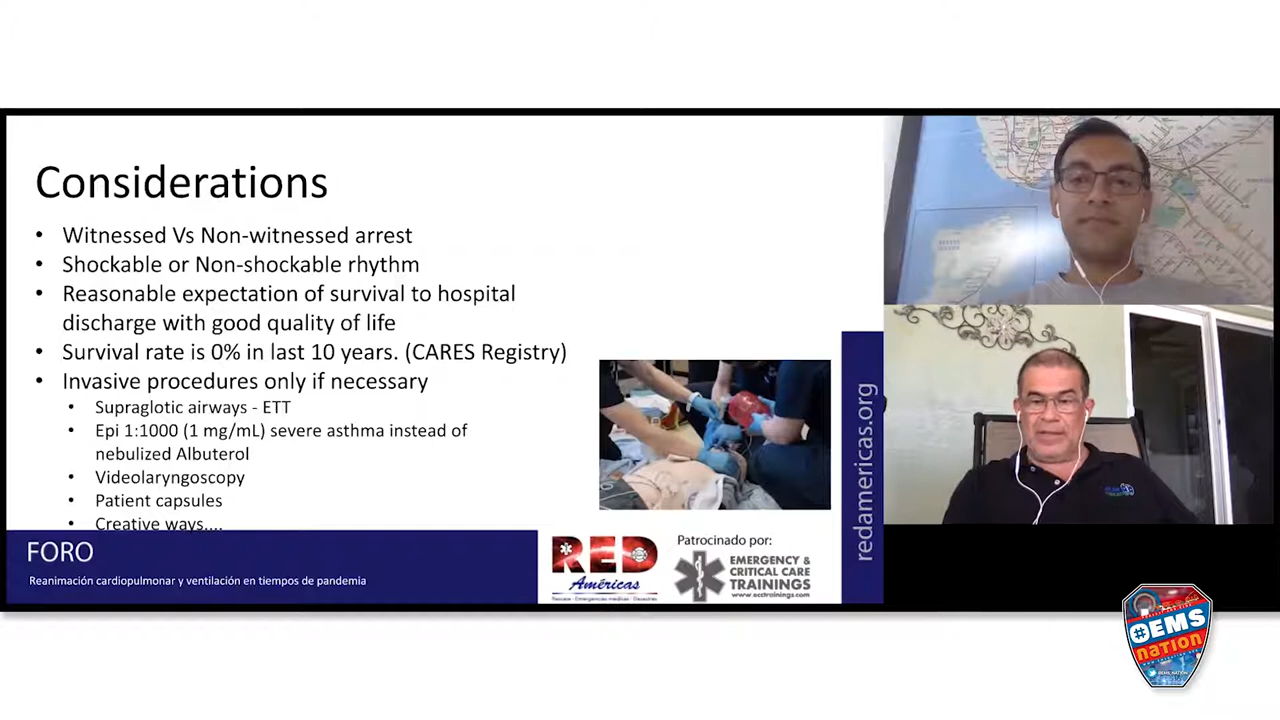 Considerations
• Witnessed Vs Non-witnessed arrest
• Shockable or Non-shockable rhythm
• Reasonable expectation of survival to hospital
discharge with good quality of life
• Survival rate is 0% in last 10 years. (CARES Registry)
• Invasive procedures only if necessary
• Supraglotic airways - ETT
• Epi 1:1000 (1 mg/mL) severe asthma instead of
nebulized Albuterol
• Videolaryngoscopy
• Patient capsules
• Creative ways....
FORO
Reanimación cardiopulmonar y ventilación en tiempos de pandemia
RED
Américas
Rescate - Emergencias médicas - Desastres
Patrocinado por:
EMERGENCY &
CRITICAL CARE
TRAININGS
www.ecctrainings.com
redamericas.org
#EMS
nation